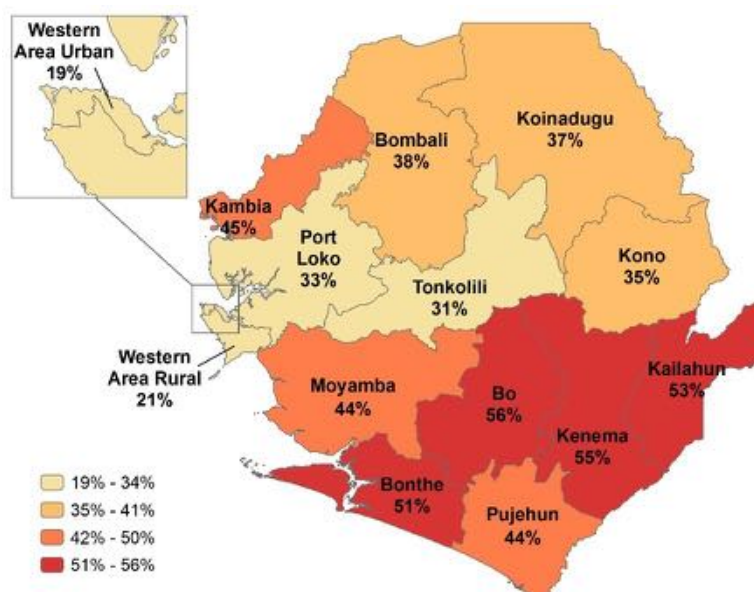 Western
Area Urban
19%
Koinadugu
37%
Bombali
38%
Kambia
45%
Port
Loko
33%
Kono
35%
Tonkolili
31%
Western
Area Rural
21%
Moyamba
44%
Bo
56%
Kailahun
53%
Kenema
55%
Bonthe
51%
Pujehun
44%
19% - 34%
35% - 41%
42% - 50%
51% - 56%